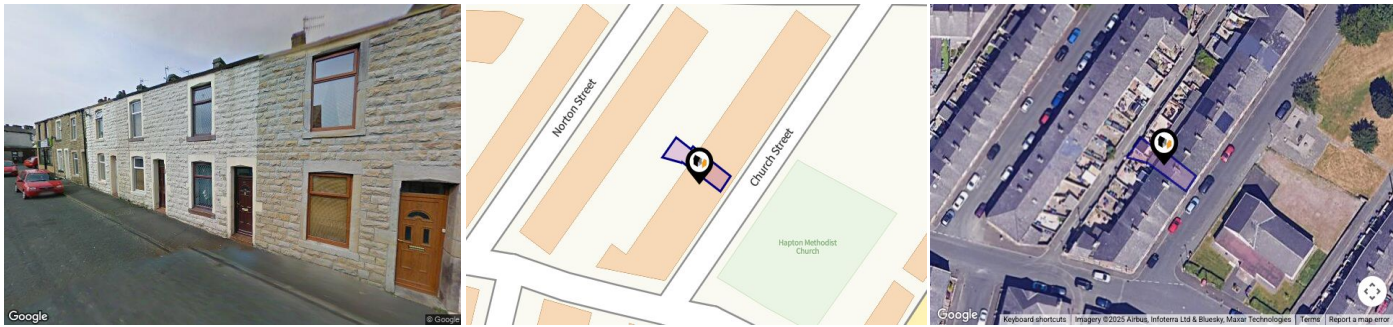 Google
© Google
Norton Street
Church Street
Hapton Methodist
Church
Google
Keyboard shortcuts
Imagery ©2025 Airbus, Infoterra Ltd & Bluesky, Maxar Technologies
Terms
Report a map error